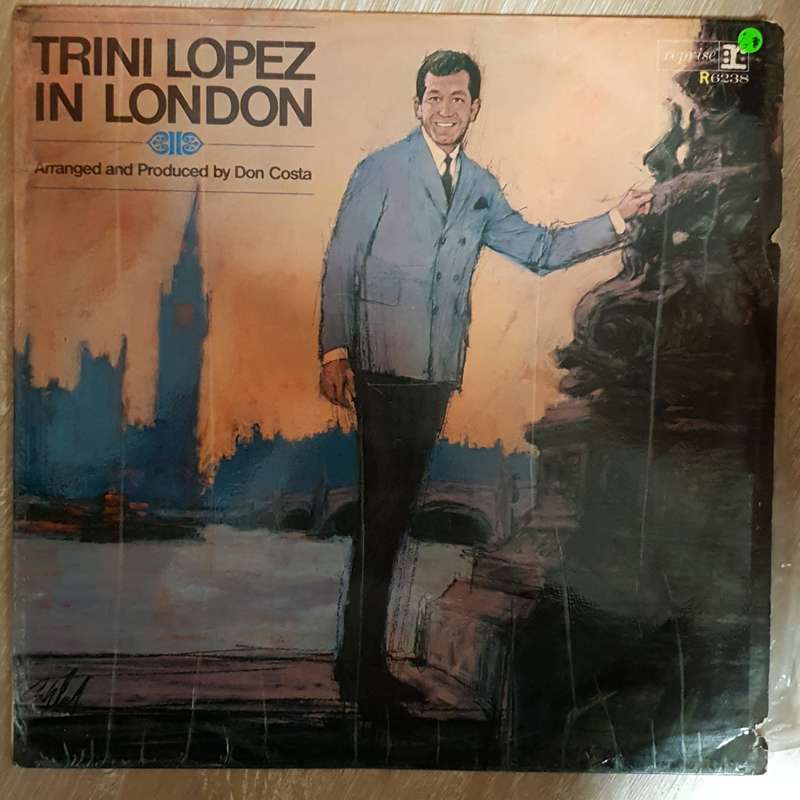 TRINI LOPEZ
IN LONDON
Arranged and Produced by Don Costa
reprise
R6238